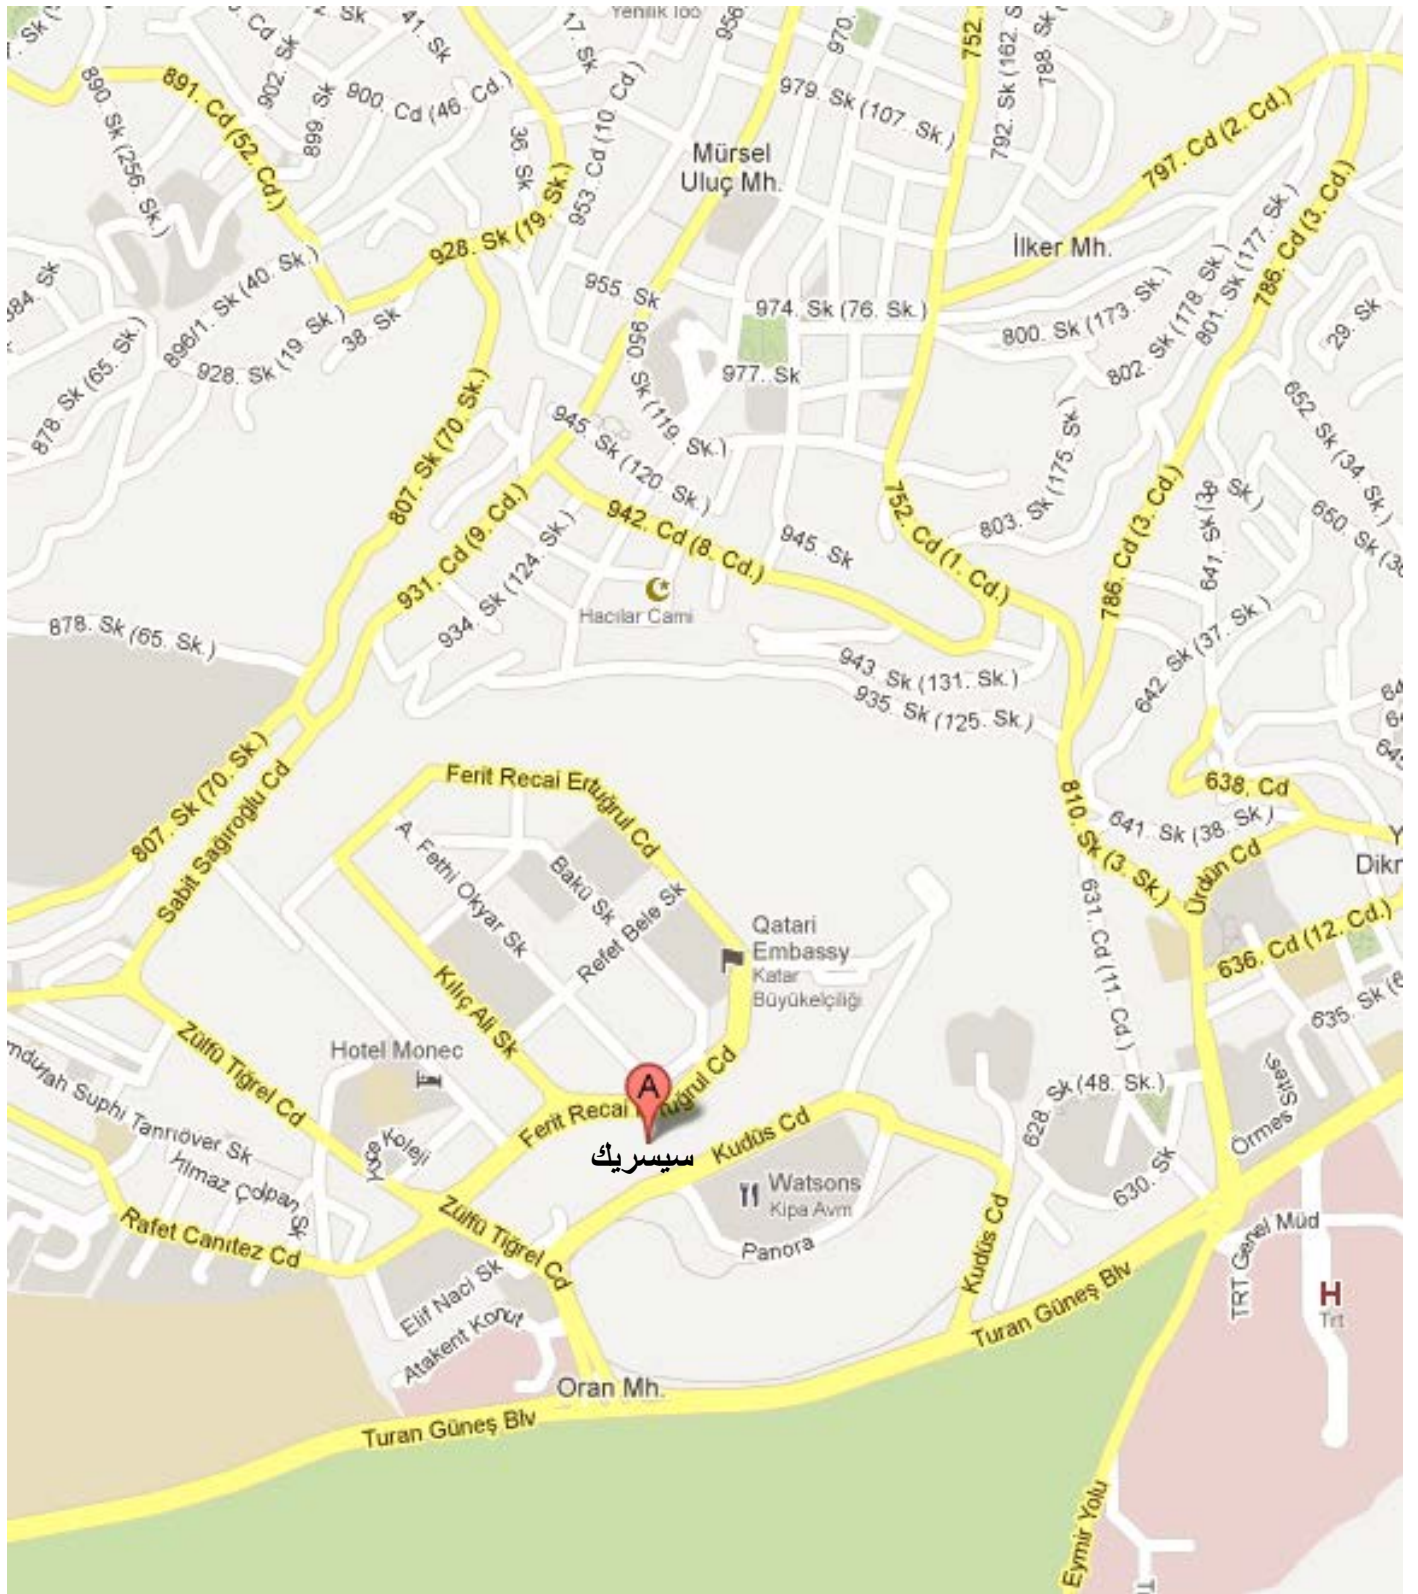 Yenilik
41. Sk
17. Sk
902. Sk
891. Cd (52. Cd.)
890. Sk (256. Sk.)
899. Sk
900. Cd (46. Cd.)
36. Sk
953. Cd (10. Cd)
979. Sk (107. Sk.)
752.
792. Sk (162. S
788. Sk
797. Cd (2. Cd.)
Mürsel
Uluç Mh.
928. Sk (19. Sk.)
İlker Mh.
786. Cd (3. Cd.)
801. Sk (177. Sk.)
896/1. Sk (40. Sk.)
955. Sk
974. Sk (76. Sk.)
800. Sk (173. Sk.)
802. Sk (178. Sk.)
29. Sk
38. Sk
928. Sk (19. Sk.)
878. Sk (65. Sk.)
950. Sk (119. Sk.)
977. Sk
652. Sk (34. Sk.)
807. Sk (70. Sk.)
945. Sk (120. Sk.)
803. Sk (175. Sk.)
786. Cd (3. Cd.)
641. Sk (38. Sk.)
931. Cd (9. Cd.)
942. Cd (8. Cd.)
945. Sk
752. Cd (1. Cd.)
934. Sk (124. Sk.)
Hacılar Cami
878. Sk (65. Sk.)
943. Sk (131. Sk.)
935. Sk (125. Sk.)
642. Sk (37. Sk.)
807. Sk (70. Sk.)
Sabit Sağıroğlu Cd
Ferit Recai Ertuğrul Cd
638. Cd
641. Sk (38. Sk.)
810. Sk (3. Sk.)
Ürdün Cd
A. Fethi Okyar Sk
Bakü Sk
Refet Bele Sk
631. Cd (11. Cd.)
Qatari
Embassy
Katar
Büyükelçiliği
636. Cd (12. Cd.)
Kılıç Ali Sk
Zülfü Tiğrel Cd
Hotel Monec
A
Ferit Recai Ertuğrul Cd
سيسريك
Kudüs Cd
628. Sk (48. Sk.)
Örmes Sitesi
630. Sk
Yüce Koleji
Yılmaz Çolpan Sk
Rafet Canıtez Cd
Zülfü Tiğrel Cd
Watsons
Kipa Avm
Panora
Kudüs Cd
Turan Güneş Blv
TRT Genel Müd
H
Trt
Elif Naci Sk
Atakent Konut
Oran Mh.
Turan Güneş Blv
Eymir Yolu